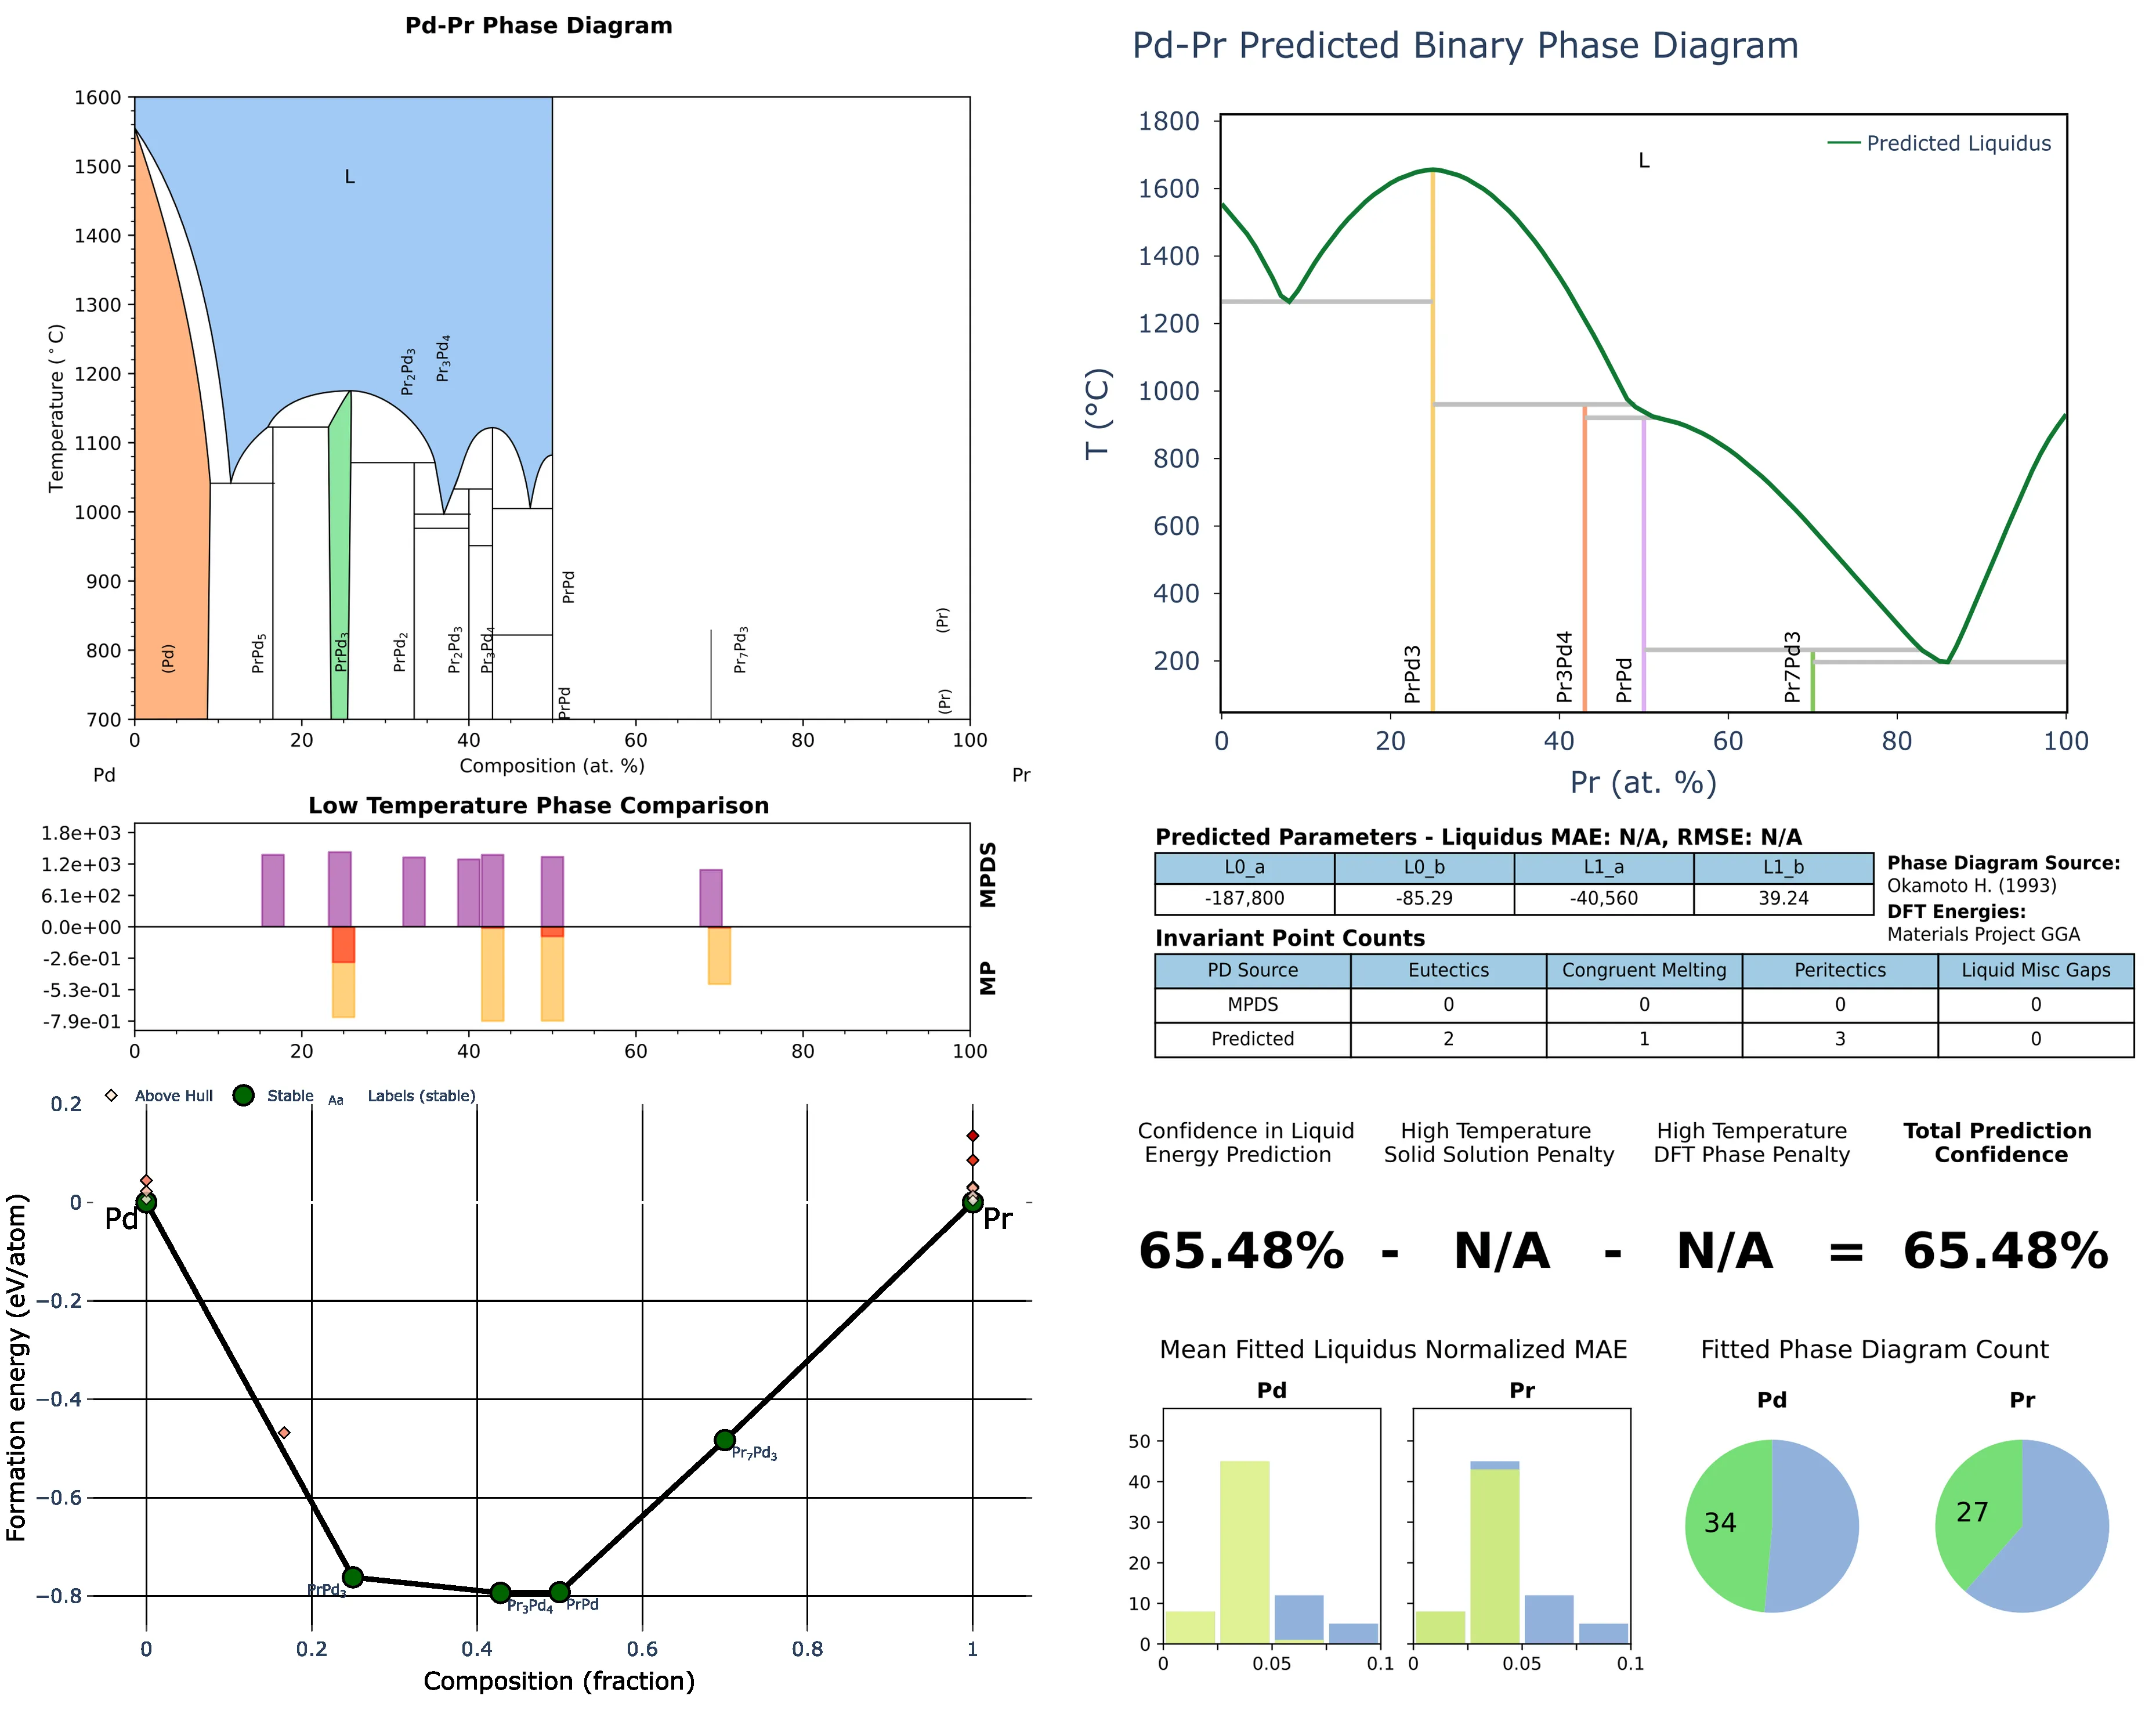 Pd-Pr Phase Diagram
1600
1500
1400
1300
1200
1100
1000
900
800
700
Temperature (°C)
L
Pr₂Pd₃
Pr₃Pd₄
(Pd)
PrPd₅
PrPd₃
PrPd₂
Pr₂Pd₃
Pr₃Pd₄
PrPd
PrPd
Pr₇Pd₃
(Pr)
(Pr)
0 20 40 60 80 100
Composition (at. %)
Pd
Pr
Low Temperature Phase Comparison
1.8e+03
1.2e+03
6.1e+02
0.0e+00
-2.6e-01
-5.3e-01
-7.9e-01
MPDS
MP
0 20 40 60 80 100
Above Hull Stable Aa Labels (stable)
0.2
0
−0.2
−0.4
−0.6
−0.8
Formation energy (eV/atom)
Pd
Pr
PrPd₃
Pr₃Pd₄
PrPd
Pr₇Pd₃
0 0.2 0.4 0.6 0.8 1
Composition (fraction)
Pd-Pr Predicted Binary Phase Diagram
1800
1600
1400
1200
1000
800
600
400
200
T (°C)
L
Predicted Liquidus
PrPd3
Pr3Pd4
PrPd
Pr7Pd3
0 20 40 60 80 100
Pr (at. %)
Predicted Parameters - Liquidus MAE: N/A, RMSE: N/A
L0_a L0_b L1_a L1_b
-187,800 -85.29 -40,560 39.24
Phase Diagram Source:
Okamoto H. (1993)
DFT Energies:
Materials Project GGA
Invariant Point Counts
PD Source Eutectics Congruent Melting Peritectics Liquid Misc Gaps
MPDS 0 0 0 0
Predicted 2 1 3 0
Confidence in Liquid
Energy Prediction
High Temperature
Solid Solution Penalty
High Temperature
DFT Phase Penalty
Total Prediction
Confidence
65.48% - N/A - N/A = 65.48%
Mean Fitted Liquidus Normalized MAE
Pd
Pr
50
40
30
20
10
0
0 0.05 0.1
0 0.05 0.1
Fitted Phase Diagram Count
Pd
Pr
34
27